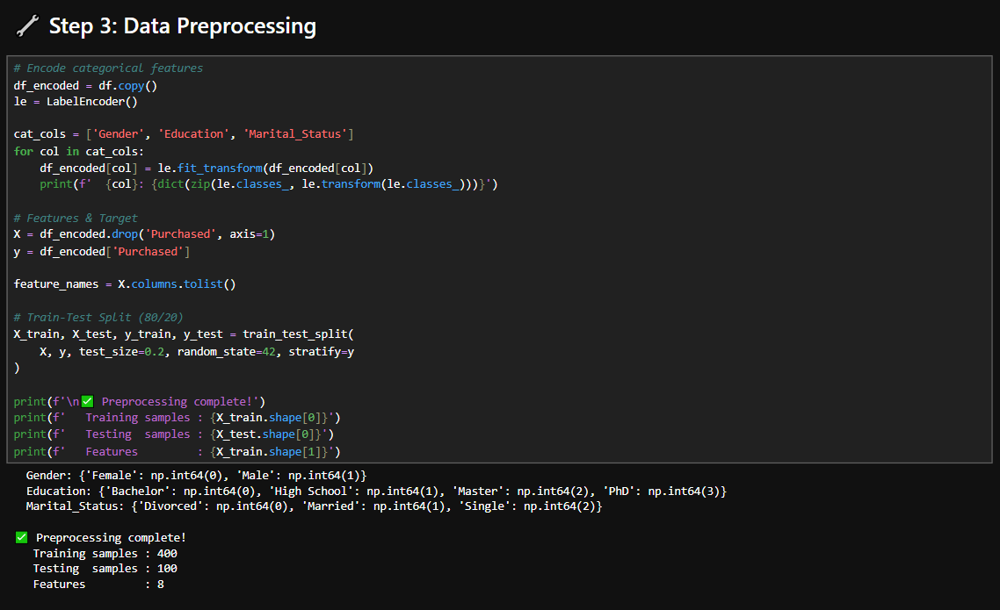 🔧 Step 3: Data Preprocessing
# Encode categorical features
df_encoded = df.copy()
le = LabelEncoder()
cat_cols = ['Gender', 'Education', 'Marital_Status']
for col in cat_cols:
    df_encoded[col] = le.fit_transform(df_encoded[col])
    print(f'  {col}: {dict(zip(le.classes_, le.transform(le.classes_)))}')
# Features & Target
X = df_encoded.drop('Purchased', axis=1)
y = df_encoded['Purchased']
feature_names = X.columns.tolist()
# Train-Test Split (80/20)
X_train, X_test, y_train, y_test = train_test_split(
    X, y, test_size=0.2, random_state=42, stratify=y
)
print(f'\n✅ Preprocessing complete!')
print(f'   Training samples : {X_train.shape[0]}')
print(f'   Testing  samples : {X_test.shape[0]}')
print(f'   Features         : {X_train.shape[1]}')
  Gender: {'Female': np.int64(0), 'Male': np.int64(1)}
  Education: {'Bachelor': np.int64(0), 'High School': np.int64(1), 'Master': np.int64(2), 'PhD': np.int64(3)}
  Marital_Status: {'Divorced': np.int64(0), 'Married': np.int64(1), 'Single': np.int64(2)}
✅ Preprocessing complete!
   Training samples : 400
   Testing  samples : 100
   Features         : 8